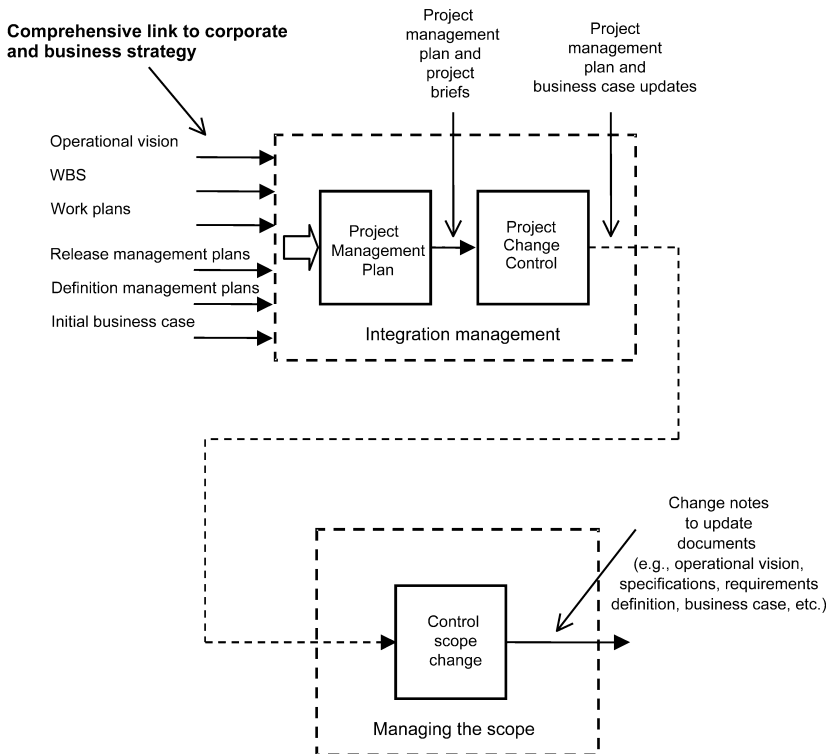 Comprehensive link to corporate
and business strategy
Project
management
plan and
project
briefs
Project
management
plan and
business case updates
Operational vision
WBS
Work plans
Release management plans
Definition management plans
Initial business case
Project
Management
Plan
Project
Change
Control
Integration management
Change notes
to update
documents
(e.g., operational vision,
specifications, requirements
definition, business case, etc.)
Control
scope
change
Managing the scope